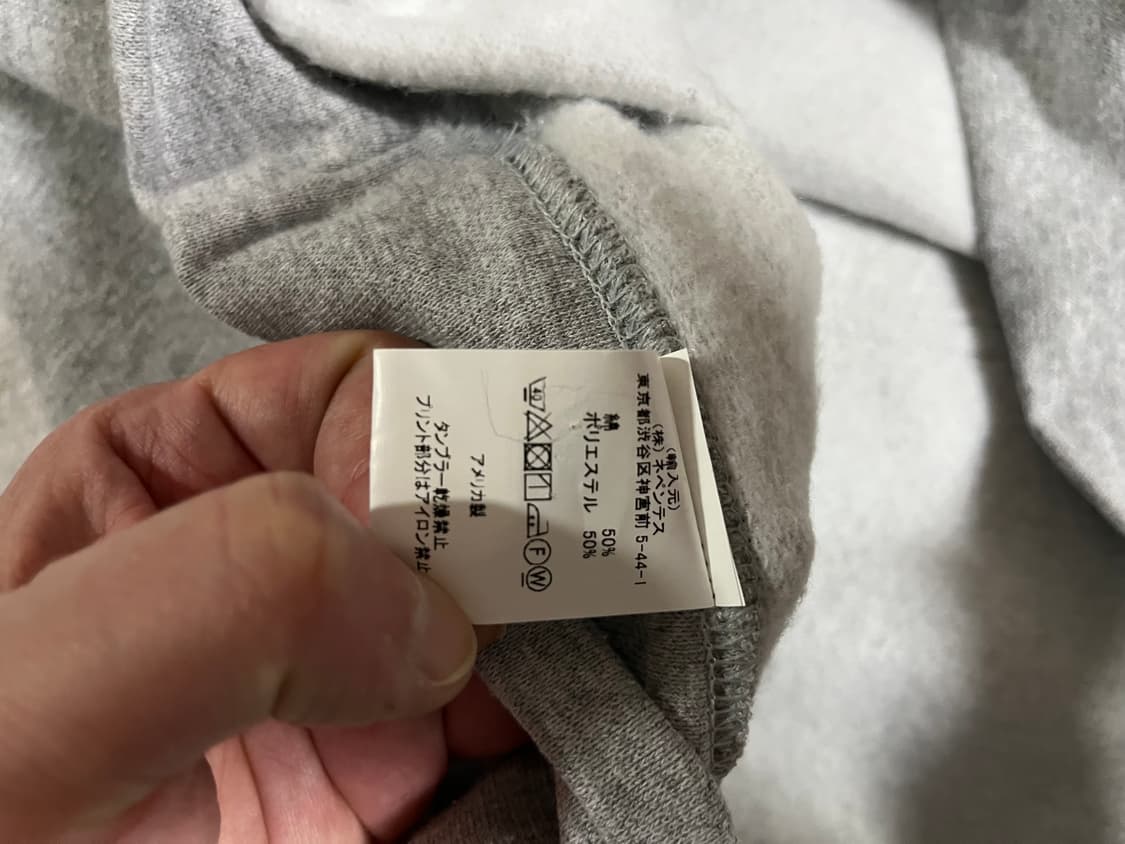 (輸入元)
(株)ネペンテス
東京都渋谷区神宮前 5-44-1
綿 50%
ポリエステル 50%
40
F W
アメリカ製
タンブラー乾燥禁止
プリント部分はアイロン禁止